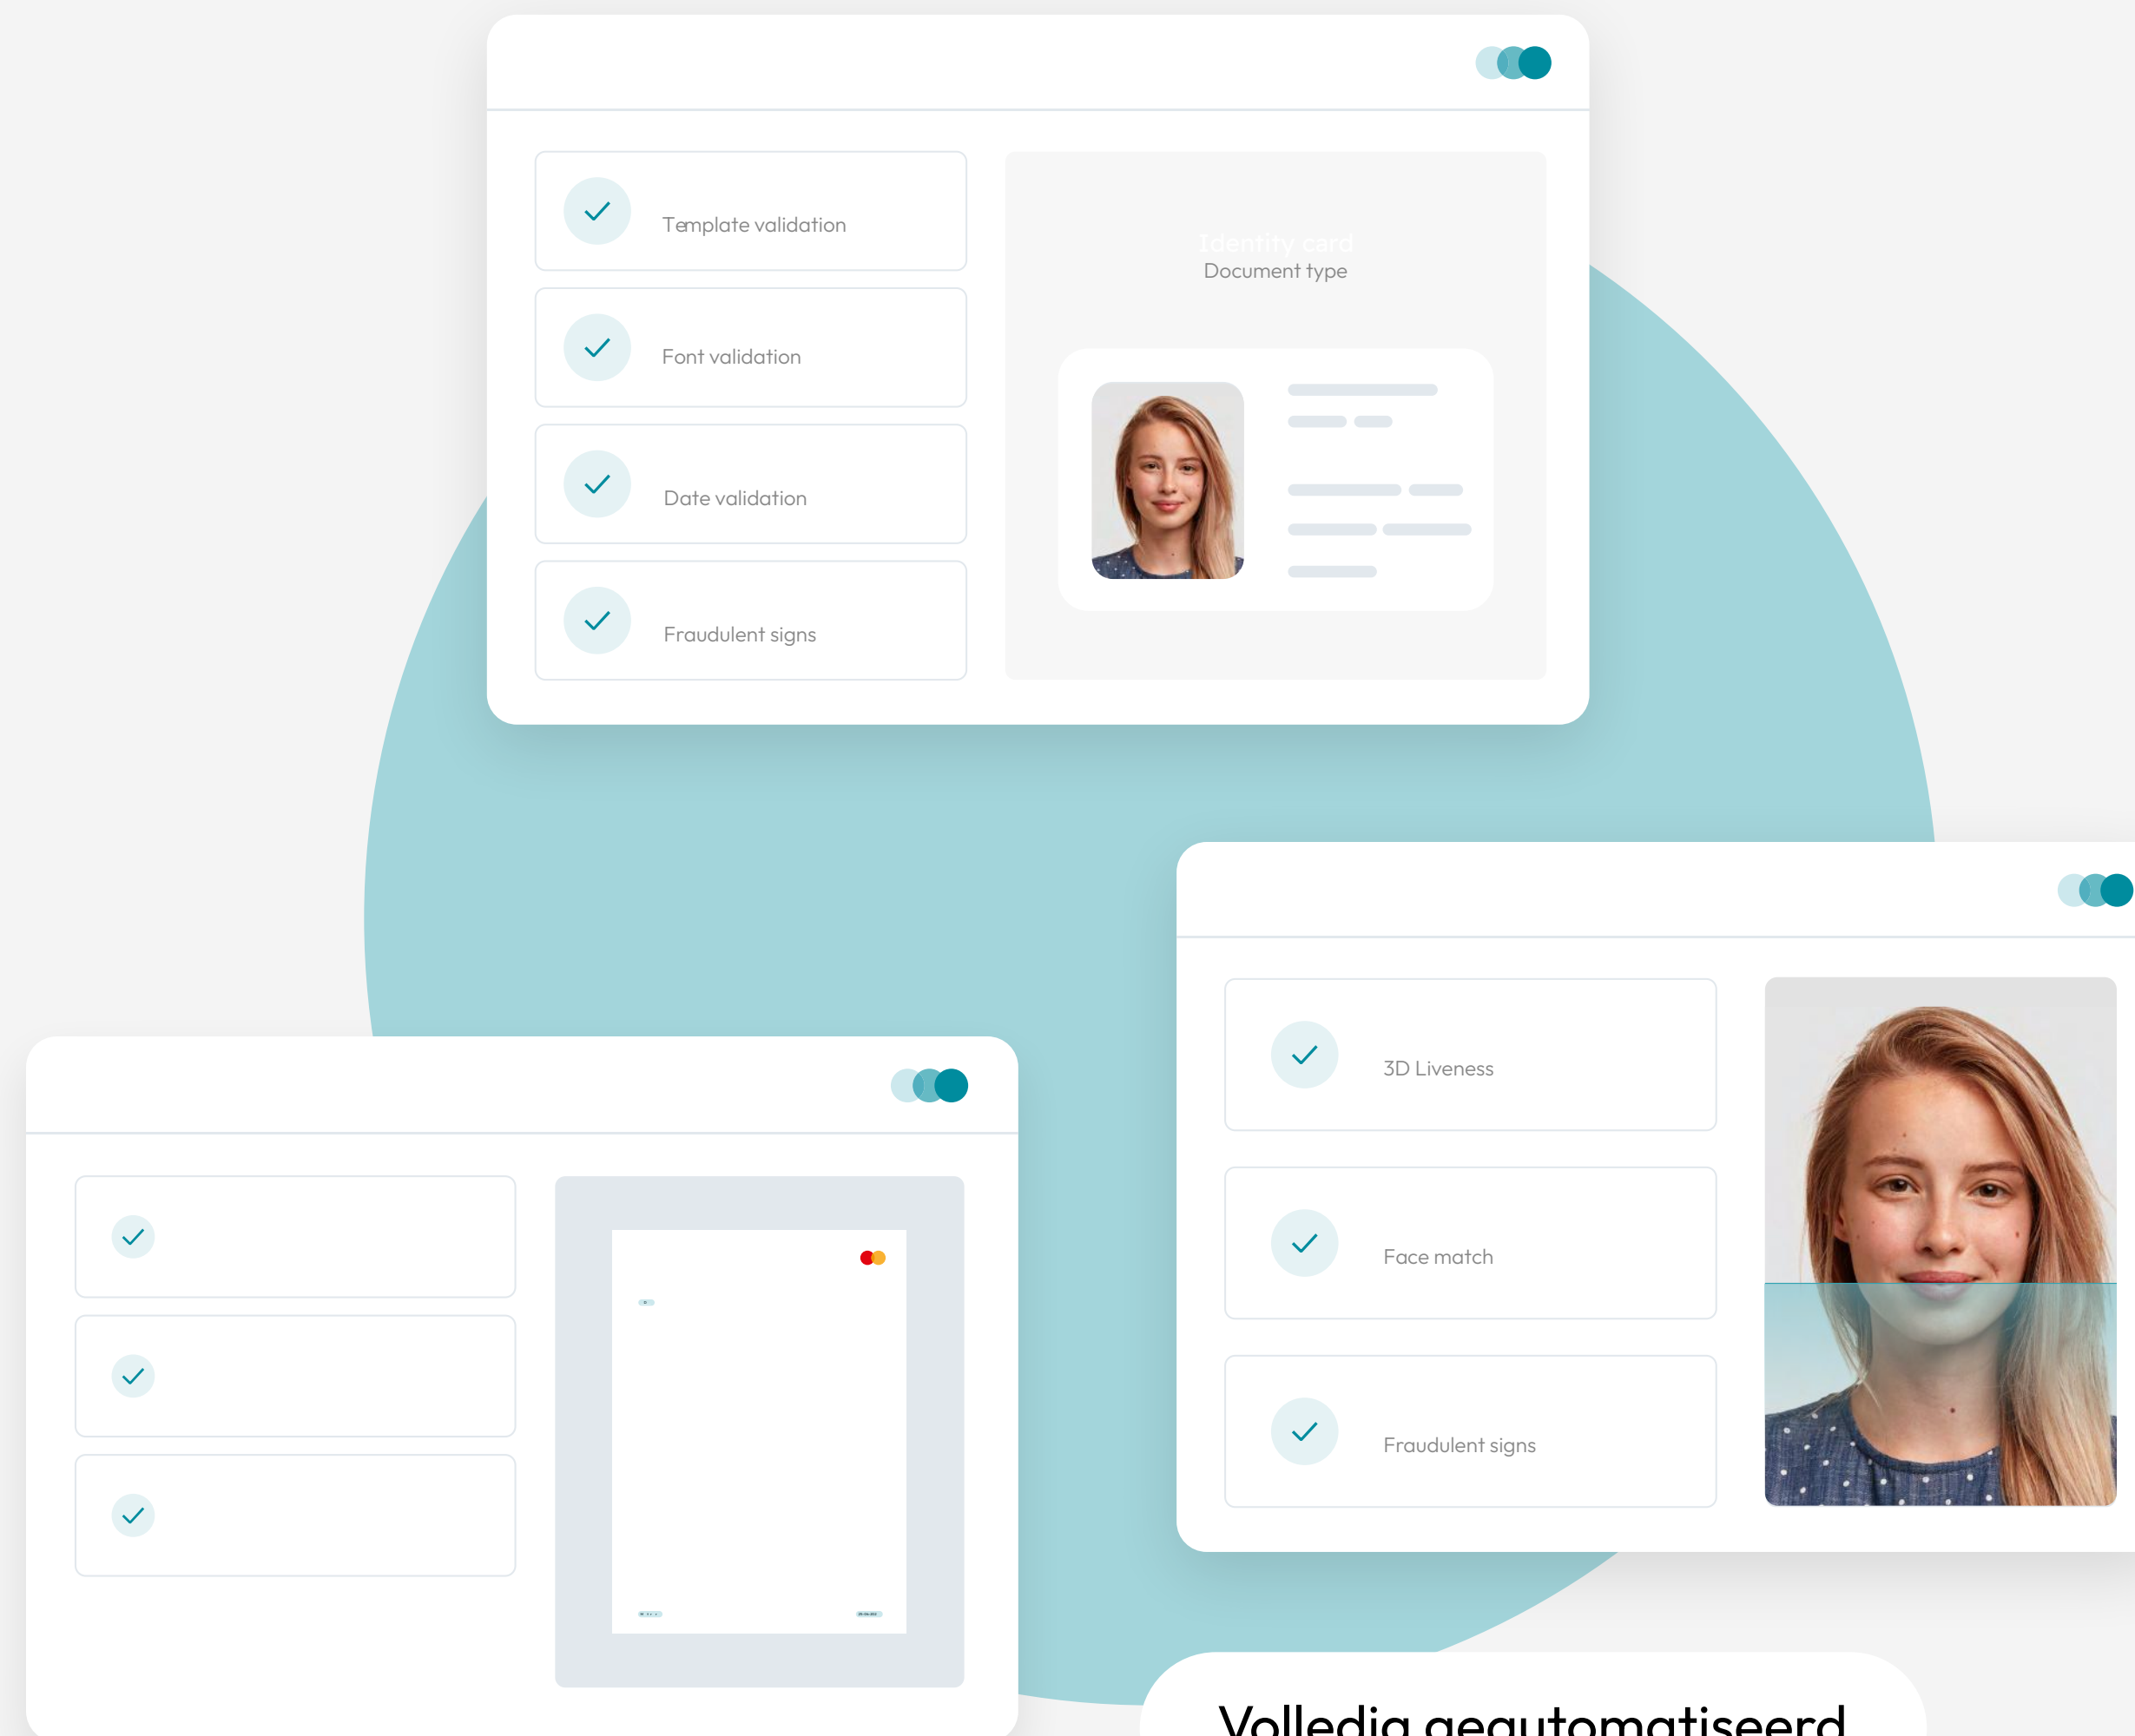 Identity card
Document type
Template validation
Font validation
Date validation
Fraudulent signs
3D Liveness
Face match
Fraudulent signs
Volledig geautomatiseerd